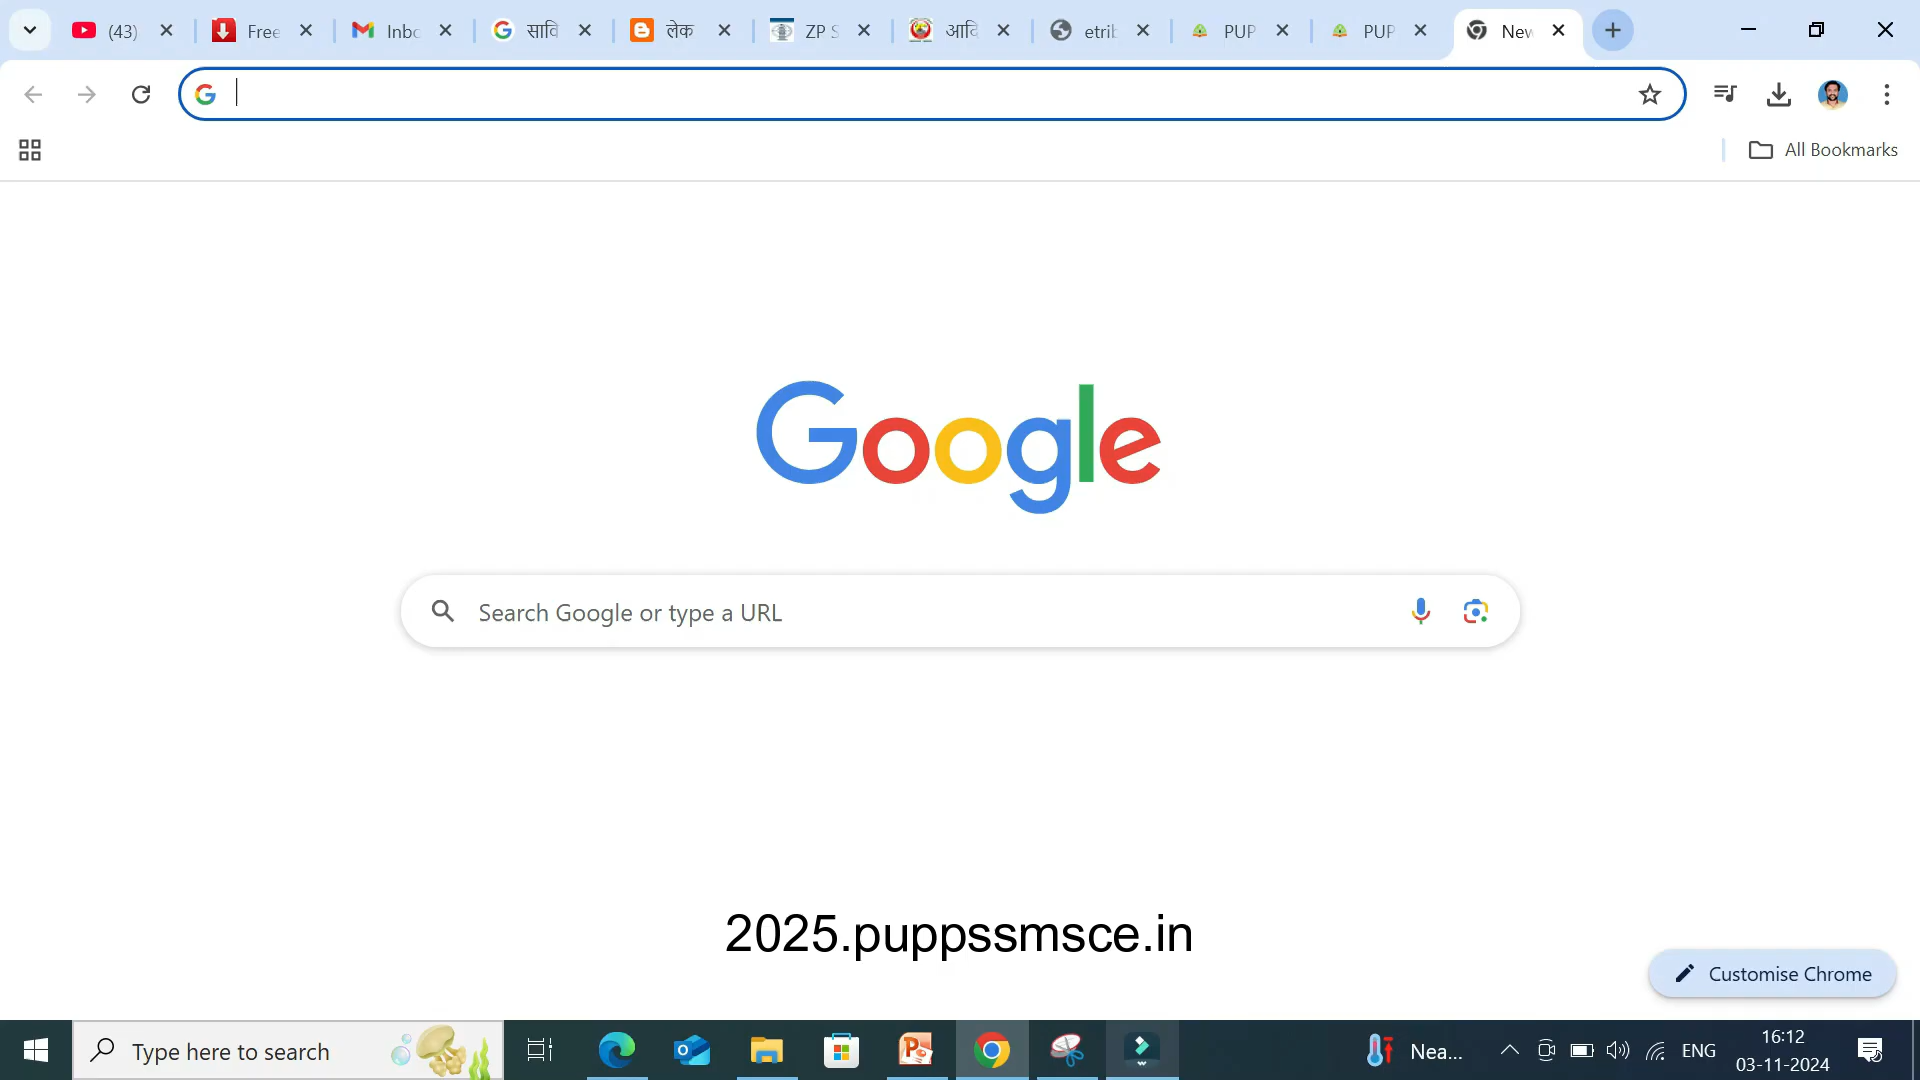 (43)
Free
Inbo
सावि
लेक
ZP S
आदि
etrib
PUP
PUP
New
All Bookmarks
Google
Search Google or type a URL
2025.puppssmsce.in
Customise Chrome
Type here to search
Nea...
ENG
16:12
03-11-2024